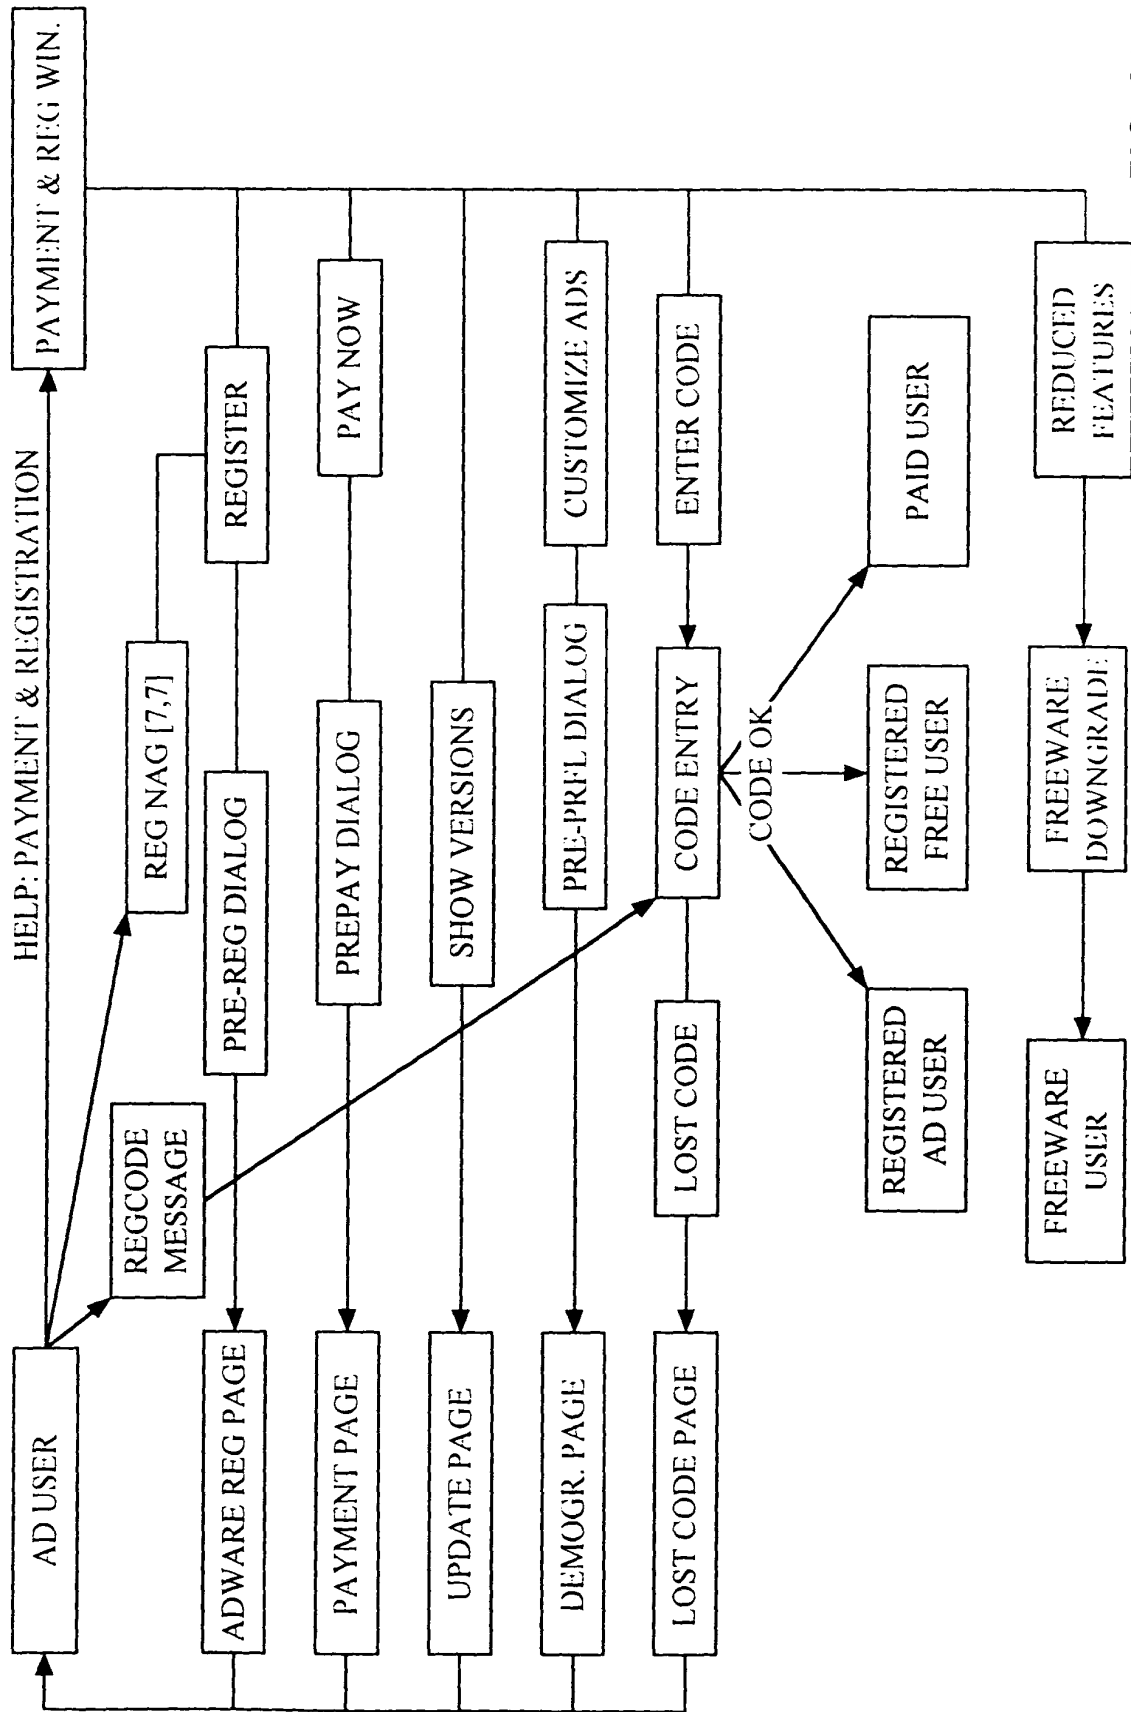 AD USER
HELP: PAYMENT & REGISTRATION
PAYMENT & REG WIN.
REGCODE
MESSAGE
REG NAG [7,7]
ADWARE REG PAGE
PRE-REG DIALOG
REGISTER
PAYMENT PAGE
PREPAY DIALOG
PAY NOW
UPDATE PAGE
SHOW VERSIONS
DEMOGR. PAGE
PRE-PRFL DIALOG
CUSTOMIZE ADS
LOST CODE PAGE
LOST CODE
CODE ENTRY
ENTER CODE
CODE OK
REGISTERED
AD USER
REGISTERED
FREE USER
PAID USER
FREEWARE
USER
FREEWARE
DOWNGRADE
REDUCED
FEATURES